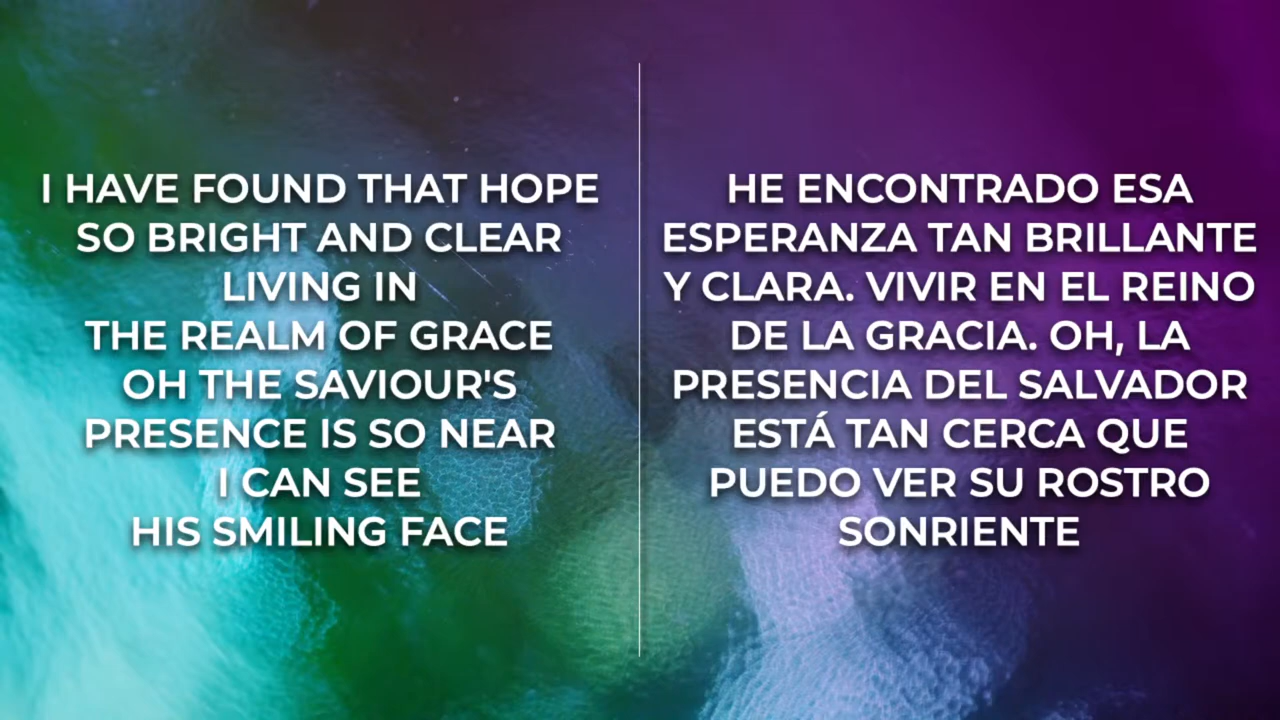 I HAVE FOUND THAT HOPE
SO BRIGHT AND CLEAR
LIVING IN
THE REALM OF GRACE
OH THE SAVIOUR'S
PRESENCE IS SO NEAR
I CAN SEE
HIS SMILING FACE
HE ENCONTRADO ESA
ESPERANZA TAN BRILLANTE
Y CLARA. VIVIR EN EL REINO
DE LA GRACIA. OH, LA
PRESENCIA DEL SALVADOR
ESTÁ TAN CERCA QUE
PUEDO VER SU ROSTRO
SONRIENTE